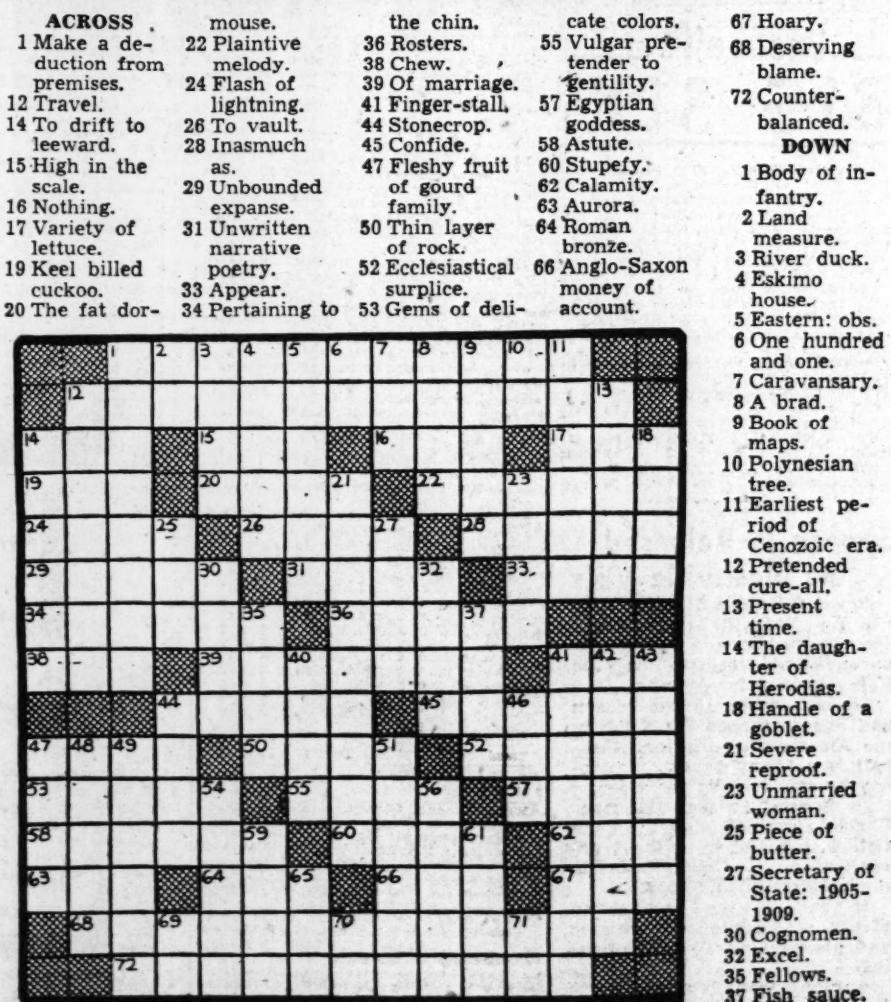 ACROSS
1 Make a de-
duction from
premises.
12 Travel.
14 To drift to
leeward.
15 High in the
scale.
16 Nothing.
17 Variety of
lettuce.
19 Keel billed
cuckoo.
20 The fat dor-
mouse.
22 Plaintive
melody.
24 Flash of
lightning.
26 To vault.
28 Inasmuch
as.
29 Unbounded
expanse.
31 Unwritten
narrative
poetry.
33 Appear.
34 Pertaining to
the chin.
36 Rosters.
38 Chew.
39 Of marriage.
41 Finger-stall.
44 Stonecrop.
45 Confide.
47 Fleshy fruit
of gourd
family.
50 Thin layer
of rock.
52 Ecclesiastical
surplice.
53 Gems of deli-
cate colors.
55 Vulgar pre-
tender to
gentility.
57 Egyptian
goddess.
58 Astute.
60 Stupefy.
62 Calamity.
63 Aurora.
64 Roman
bronze.
66 Anglo-Saxon
money of
account.
67 Hoary.
68 Deserving
blame.
72 Counter-
balanced.
DOWN
1 Body of in-
fantry.
2 Land
measure.
3 River duck.
4 Eskimo
house.
5 Eastern: obs.
6 One hundred
and one.
7 Caravansary.
8 A brad.
9 Book of
maps.
10 Polynesian
tree.
11 Earliest pe-
riod of
Cenozoic era.
12 Pretended
cure-all.
13 Present
time.
14 The daugh-
ter of
Herodias.
18 Handle of a
goblet.
21 Severe
reproof.
23 Unmarried
woman.
25 Piece of
butter.
27 Secretary of
State: 1905-
1909.
30 Cognomen.
32 Excel.
35 Fellows.
37 Fish sauce.
1 2 3 4 5 6 7 8 9 10 11
12 13
14 15 16 17 18
19 20 21 22 23
24 25 26 27 28
29 30 31 32 33
34 35 36 37
38 39 40 41 42 43
44 45 46
47 48 49 50 51 52
53 54 55 56 57
58 59 60 61 62
63 64 65 66 67
68 69 70 71
72